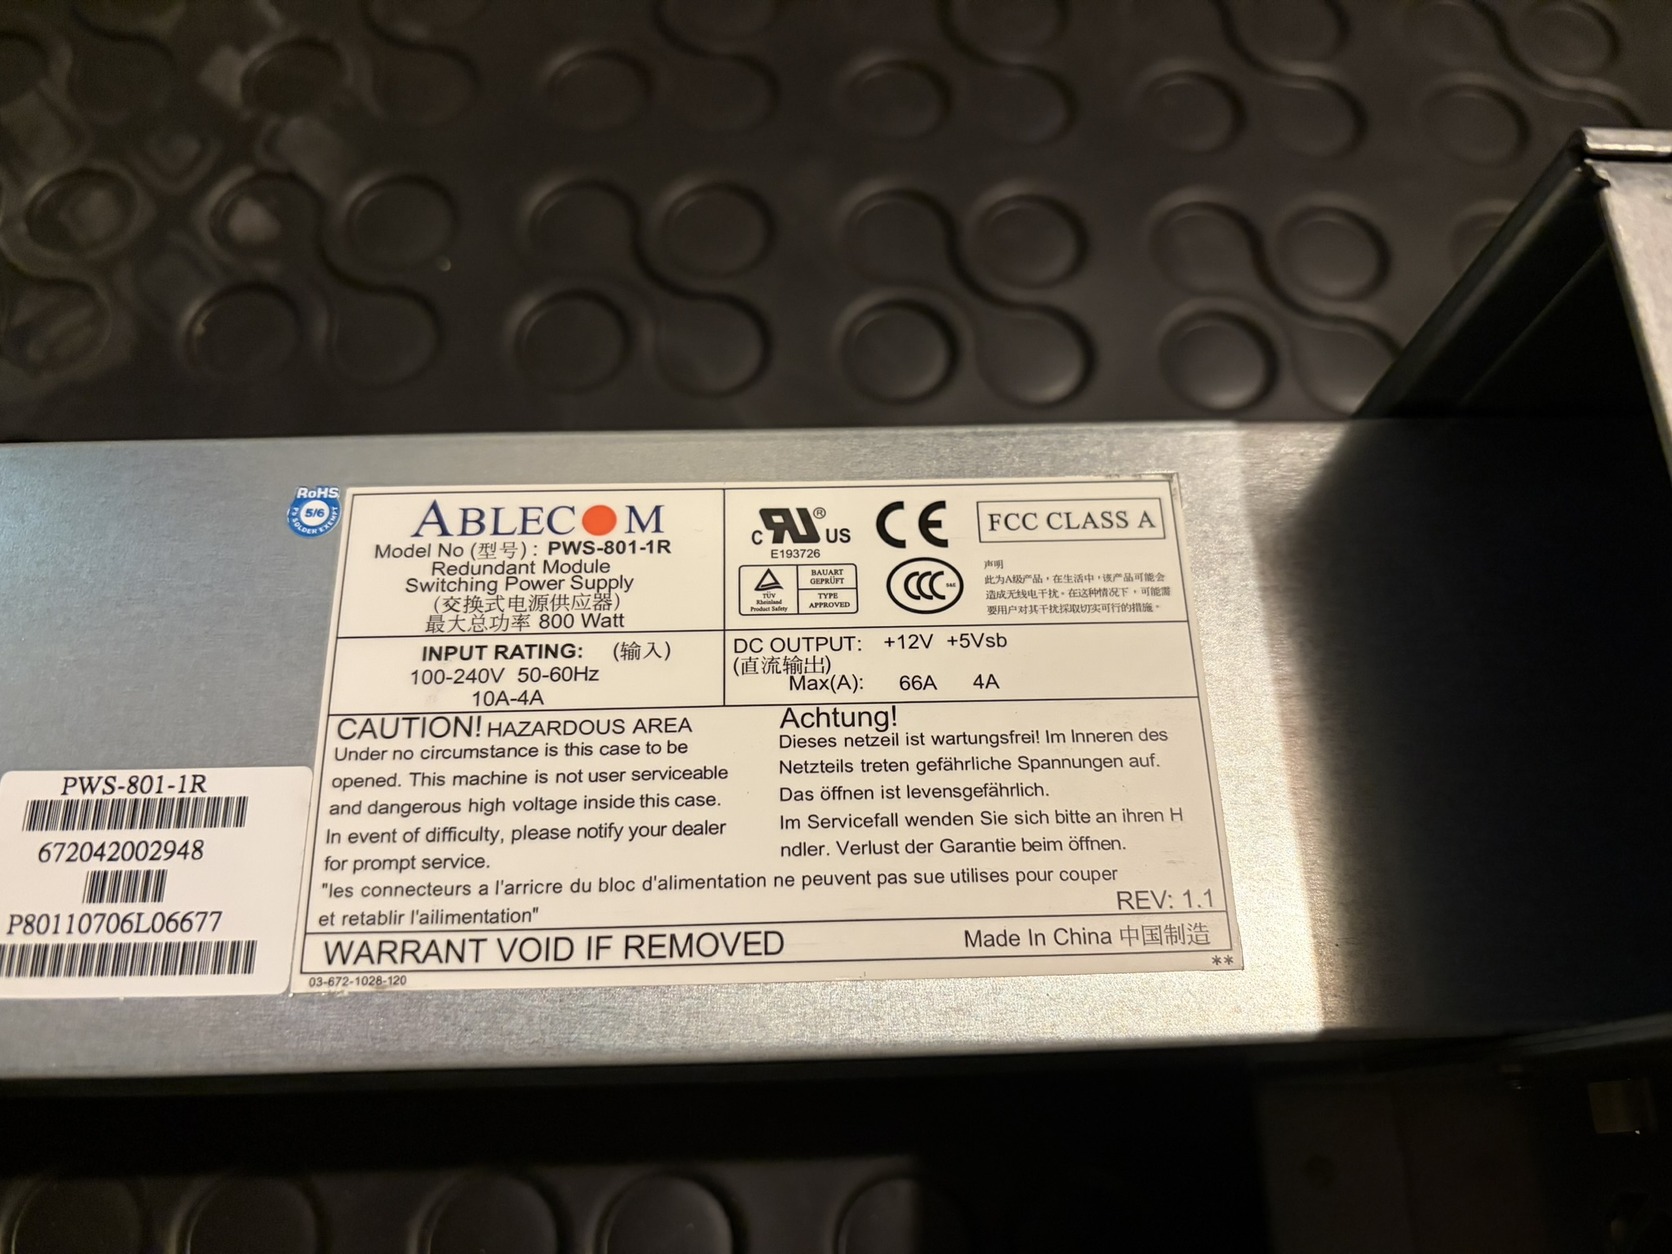 RoHS
5/6
Pb SOLDER EXEMPT
ABLECOM
Model No (型号) : PWS-801-1R
Redundant Module
Switching Power Supply
(交换式电源供应器)
最大总功率 800 Watt
c RU ® US
E193726
CE
FCC CLASS A
TÜV
Rheinland
Product Safety
BAUART
GEPRÜFT
TYPE
APPROVED
CCC S&E
声明
此为A级产品，在生活中，该产品可能会
造成无线电干扰。在这种情况下，可能需
要用户对其干扰采取切实可行的措施。
INPUT RATING: (输入)
100-240V 50-60Hz
10A-4A
DC OUTPUT: +12V +5Vsb
(直流输出)
Max(A): 66A 4A
CAUTION! HAZARDOUS AREA
Under no circumstance is this case to be
opened. This machine is not user serviceable
and dangerous high voltage inside this case.
In event of difficulty, please notify your dealer
for prompt service.
Achtung!
Dieses netzeil ist wartungsfrei! Im Inneren des
Netzteils treten gefährliche Spannungen auf.
Das öffnen ist levensgefährlich.
Im Servicefall wenden Sie sich bitte an ihren H
ndler. Verlust der Garantie beim öffnen.
"les connecteurs a l'arricre du bloc d'alimentation ne peuvent pas sue utilises pour couper
et retablir l'ailimentation"
REV: 1.1
WARRANT VOID IF REMOVED
Made In China 中国制造
**
03-672-1028-120
PWS-801-1R
672042002948
P80110706L06677